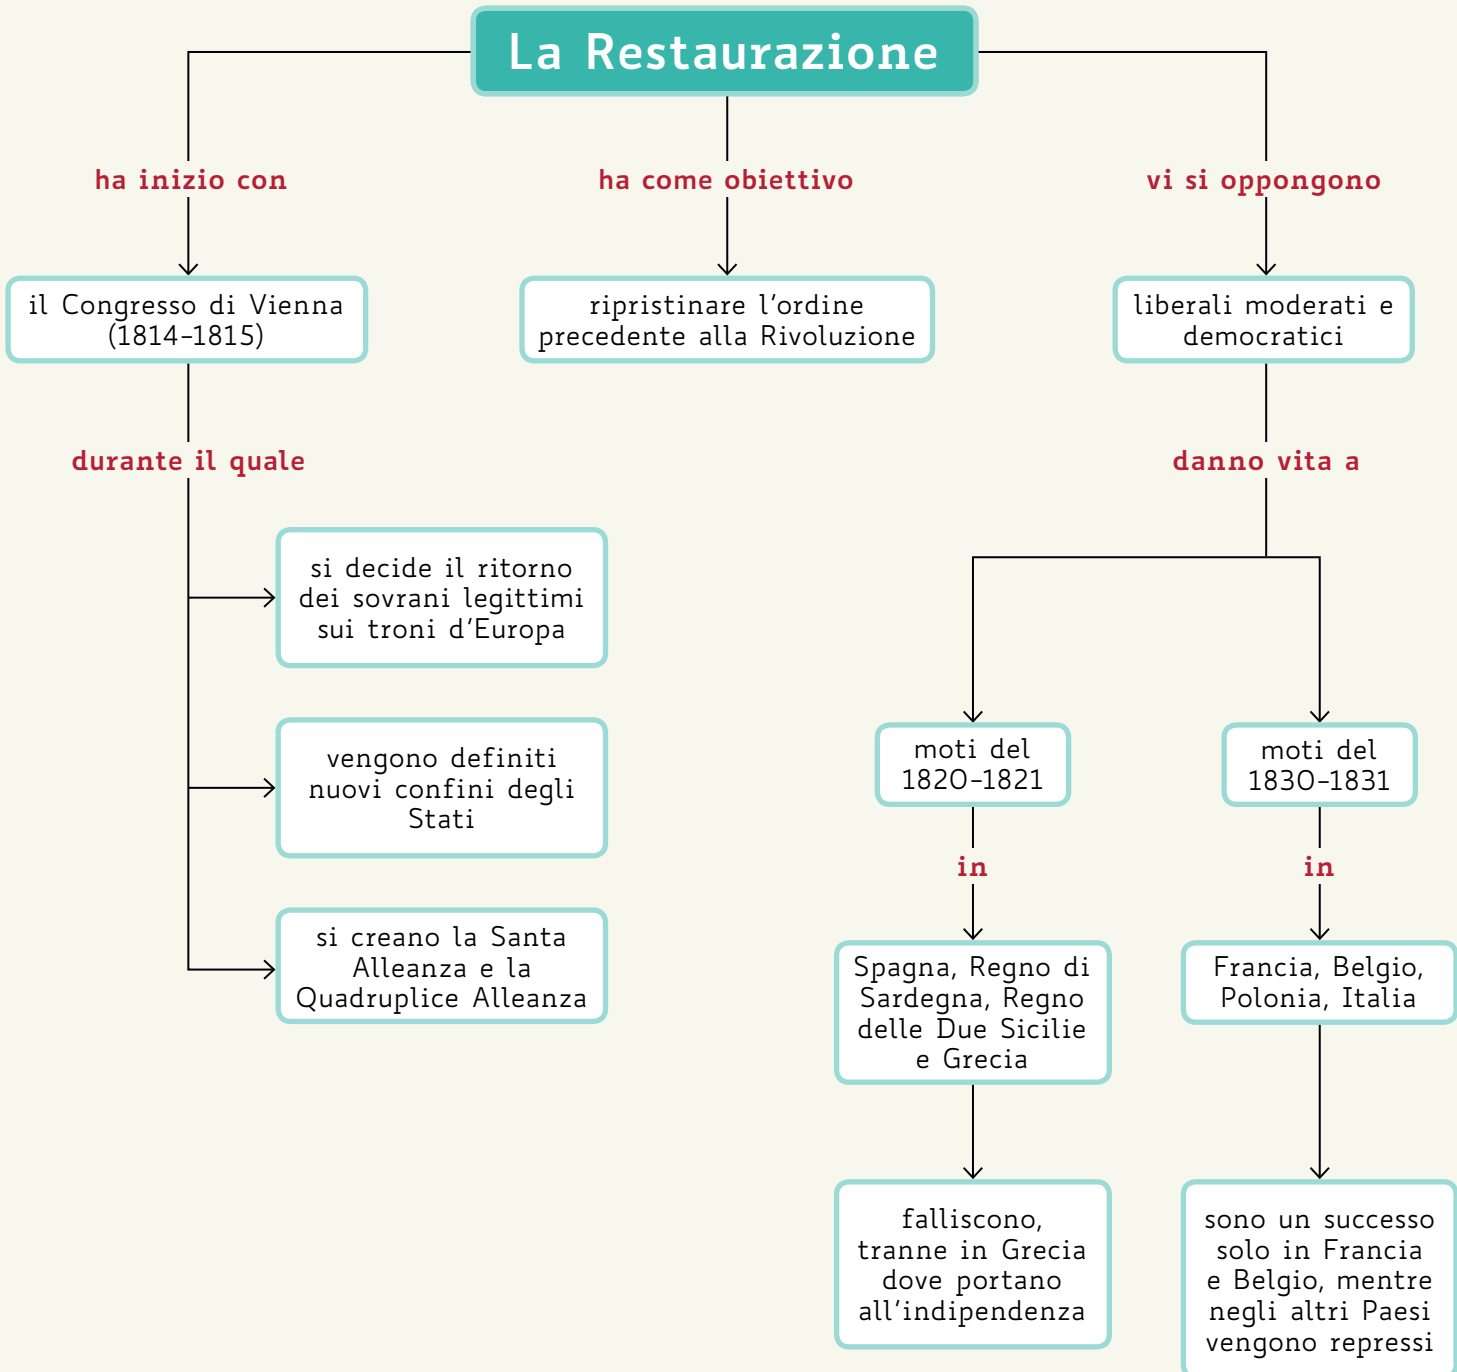 La Restaurazione
ha inizio con
ha come obiettivo
vi si oppongono
il Congresso di Vienna
(1814-1815)
ripristinare l'ordine
precedente alla Rivoluzione
liberali moderati e
democratici
durante il quale
danno vita a
si decide il ritorno
dei sovrani legittimi
sui troni d'Europa
vengono definiti
nuovi confini degli
Stati
si creano la Santa
Alleanza e la
Quadruplice Alleanza
moti del
1820-1821
moti del
1830-1831
in
in
Spagna, Regno di
Sardegna, Regno
delle Due Sicilie
e Grecia
Francia, Belgio,
Polonia, Italia
falliscono,
tranne in Grecia
dove portano
all'indipendenza
sono un successo
solo in Francia
e Belgio, mentre
negli altri Paesi
vengono repressi